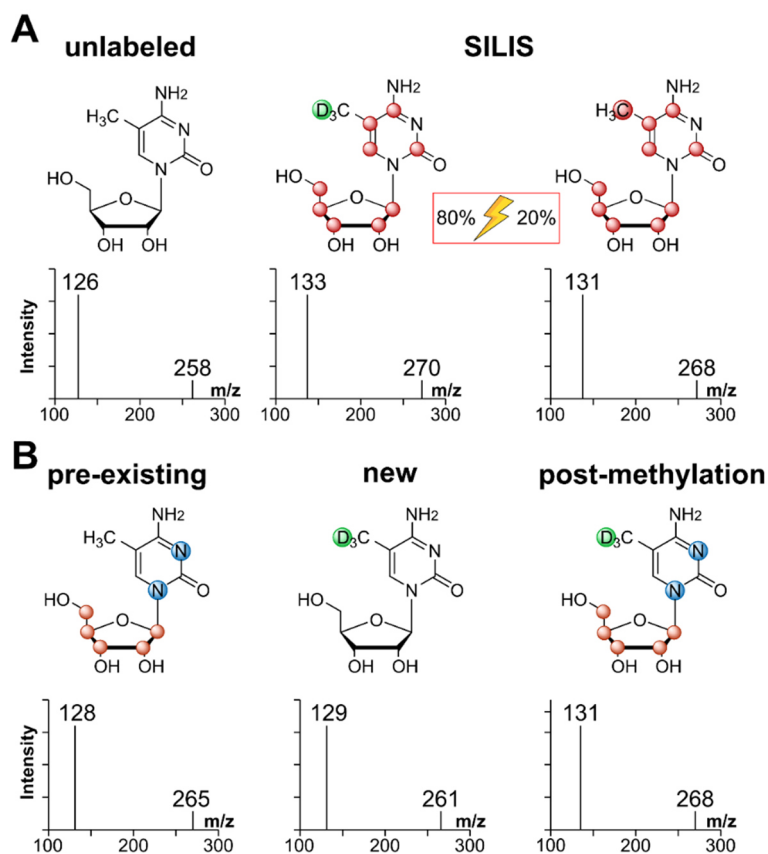 A
unlabeled
SILIS
NH2
H3C
N
N
O
HO
O
OH OH
NH2
D3C
N
N
O
HO
O
OH OH
80% 20%
NH2
H3C
N
N
O
HO
O
OH OH
Intensity
126
258
m/z
100 200 300
133
270
m/z
100 200 300
131
268
m/z
100 200 300
B
pre-existing
new
post-methylation
NH2
H3C
N
N
O
HO
O
OH OH
NH2
D3C
N
N
O
HO
O
OH OH
NH2
D3C
N
N
O
HO
O
OH OH
Intensity
128
265
m/z
100 200 300
129
261
m/z
100 200 300
131
268
m/z
100 200 300